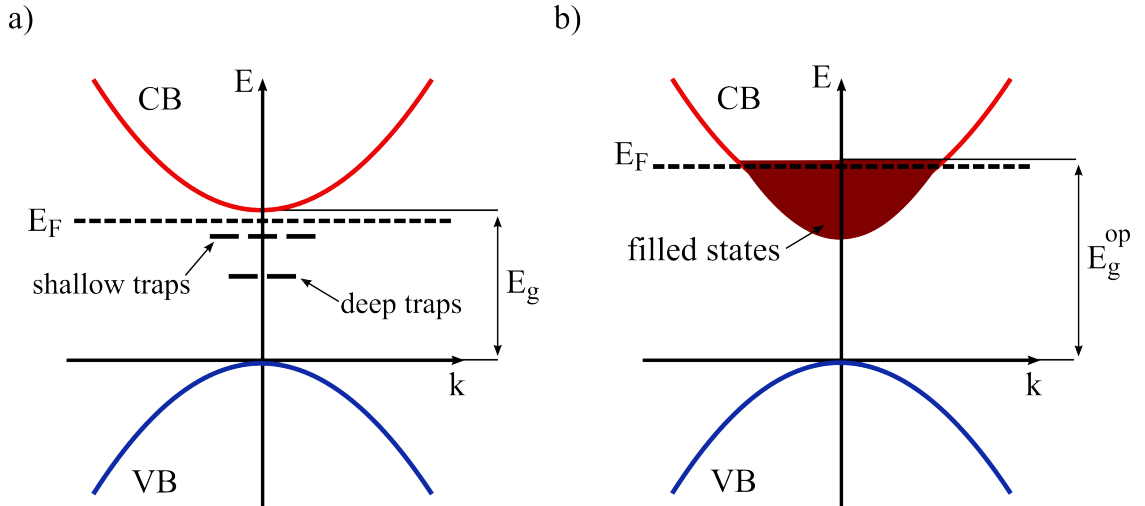 a)
E
CB
E_F
shallow traps
deep traps
E_g
k
VB
b)
E
CB
E_F
filled states
E_g^op
k
VB